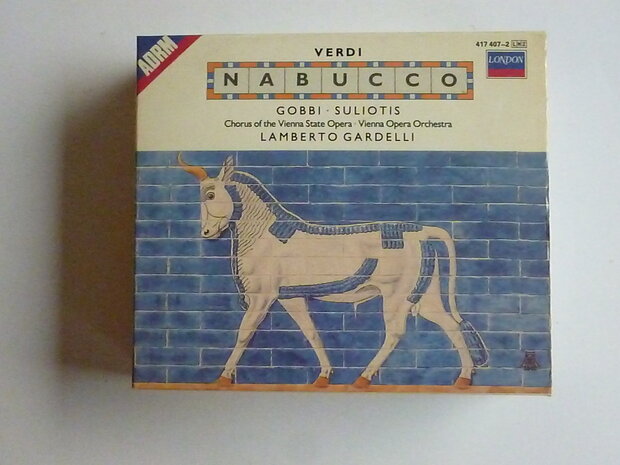 ADRM
VERDI
417 407-2 LH2
LONDON
NABUCCO
GOBBI · SULIOTIS
Chorus of the Vienna State Opera · Vienna Opera Orchestra
LAMBERTO GARDELLI